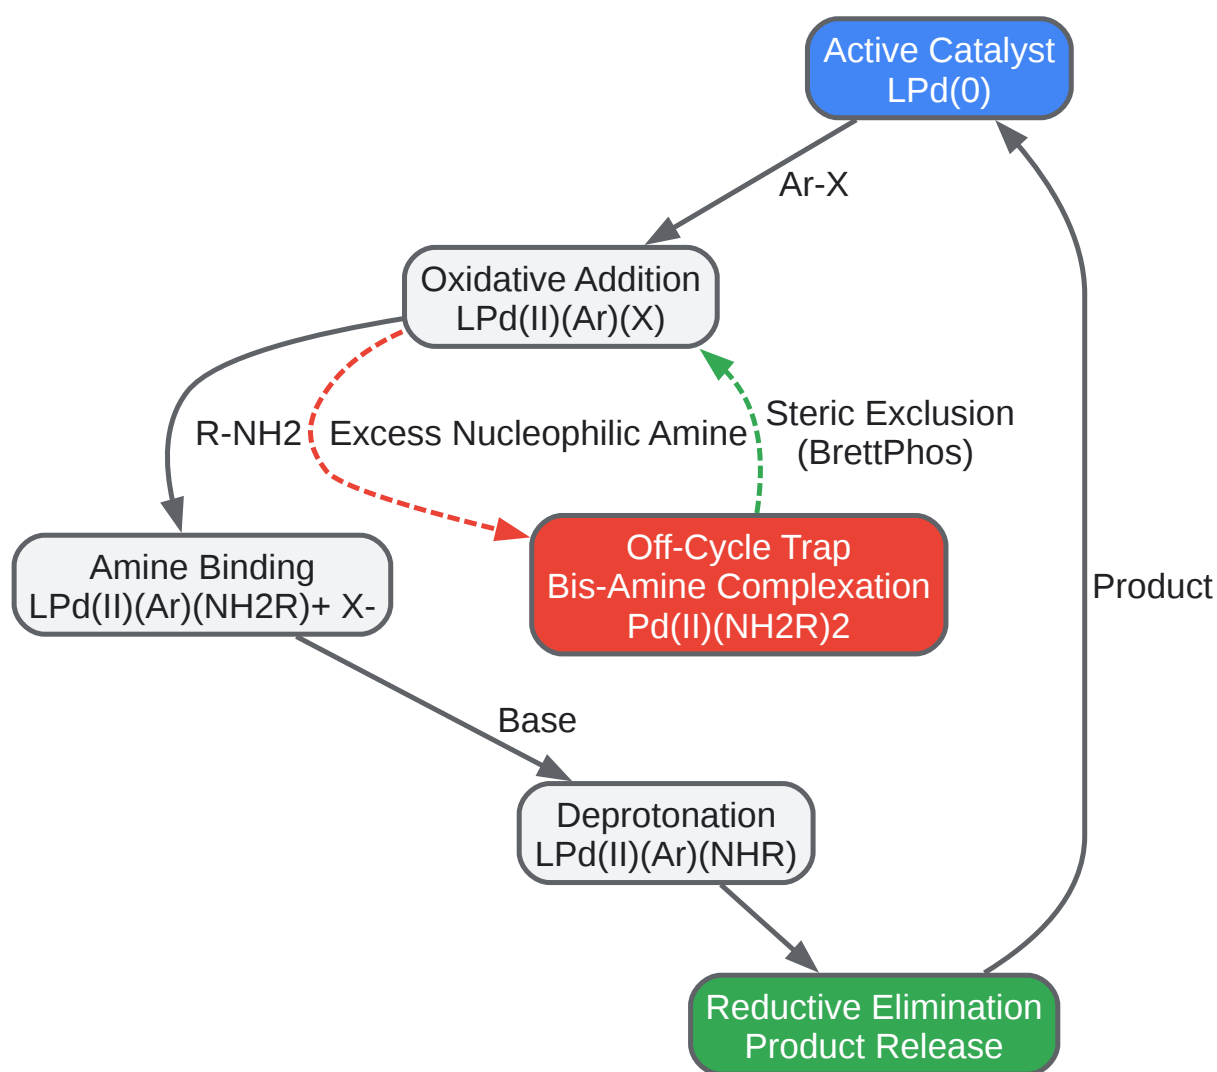 Active Catalyst
LPd(0)
Ar-X
Oxidative Addition
LPd(II)(Ar)(X)
R-NH2
Excess Nucleophilic Amine
Steric Exclusion
(BrettPhos)
Off-Cycle Trap
Bis-Amine Complexation
Pd(II)(NH2R)2
Amine Binding
LPd(II)(Ar)(NH2R)+ X-
Product
Base
Deprotonation
LPd(II)(Ar)(NHR)
Reductive Elimination
Product Release